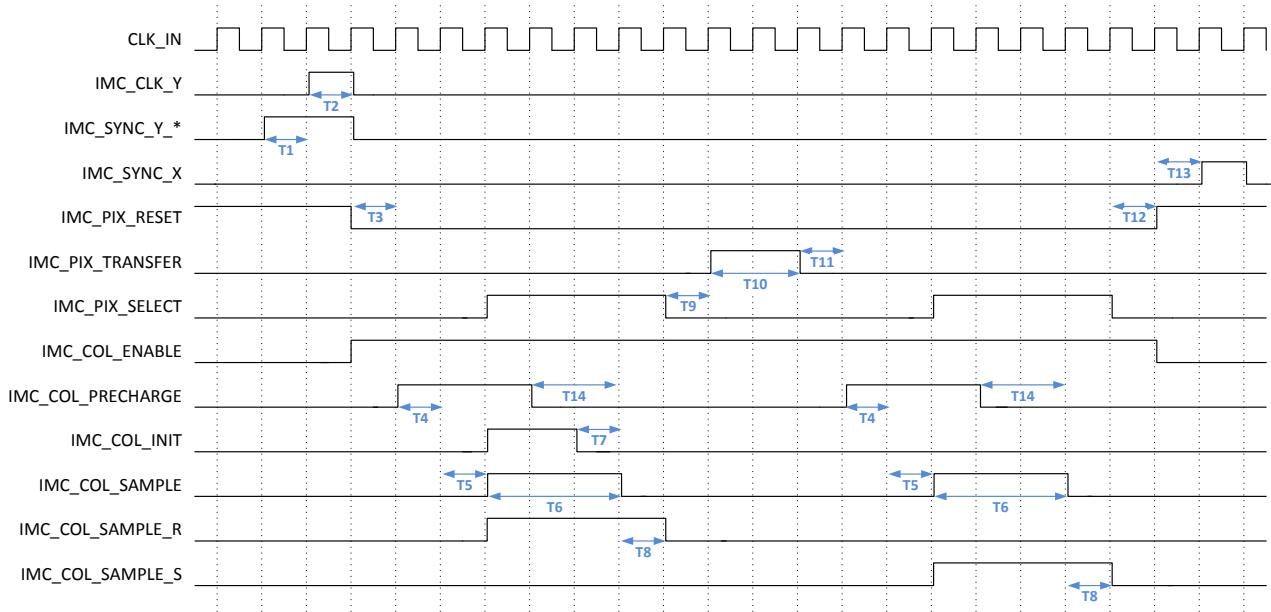 CLK_IN
IMC_CLK_Y
T2
IMC_SYNC_Y_*
T1
IMC_SYNC_X
T13
IMC_PIX_RESET
T3 T12
IMC_PIX_TRANSFER
T10 T11
IMC_PIX_SELECT
T9
IMC_COL_ENABLE
IMC_COL_PRECHARGE
T4 T14 T4 T14
IMC_COL_INIT
T7
IMC_COL_SAMPLE
T5 T6 T5 T6
IMC_COL_SAMPLE_R
T8
IMC_COL_SAMPLE_S
T8